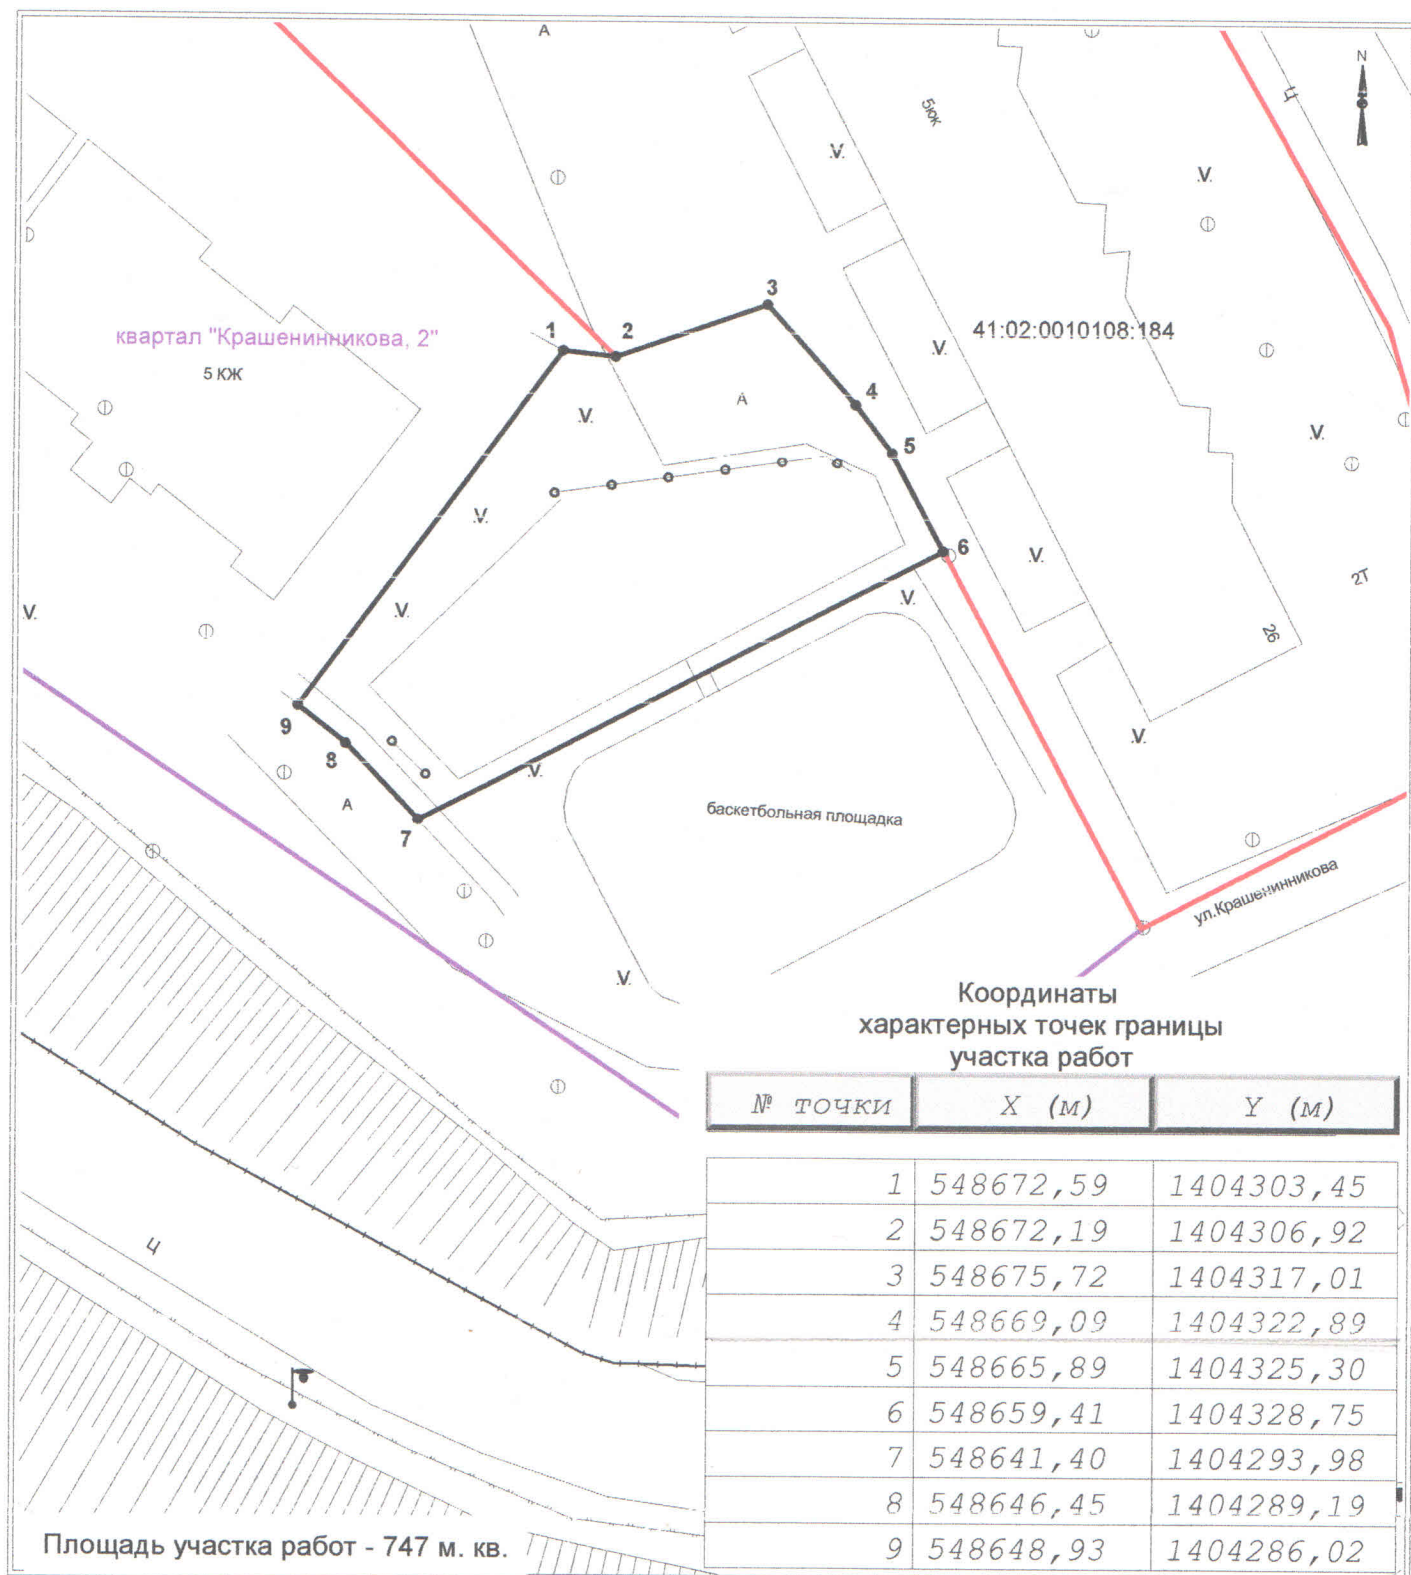 А
N
5кж
Ц
.V.
.V.
3
квартал "Крашенинникова, 2"
1
2
41:02:0010108:184
.V.
5 КЖ
4
А
.V.
.V.
5
.V.
6
.V.
2Т
.V.
.V.
.V.
26
9
8
.V.
.V.
А
7
баскетбольная площадка
ул.Крашенинникова
.V.
Координаты
характерных точек границы
участка работ
№ точки X (м) Y (м)
1 548672,59 1404303,45
2 548672,19 1404306,92
3 548675,72 1404317,01
4 548669,09 1404322,89
5 548665,89 1404325,30
6 548659,41 1404328,75
7 548641,40 1404293,98
8 548646,45 1404289,19
9 548648,93 1404286,02
Ц
Площадь участка работ - 747 м. кв.